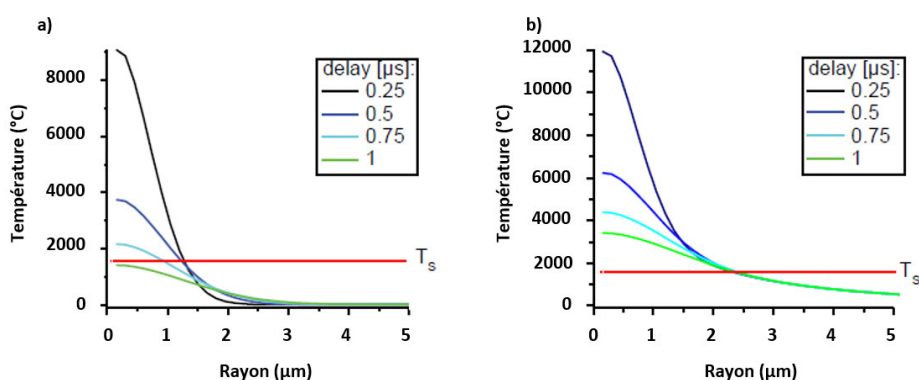 a)
Température (°C)
8000
6000
4000
2000
0
delay [µs]:
0.25
0.5
0.75
1
T_s
0 1 2 3 4 5
Rayon (µm)
b)
Température (°C)
12000
10000
8000
6000
4000
2000
0
delay [µs]:
0.25
0.5
0.75
1
T_s
0 1 2 3 4 5
Rayon (µm)